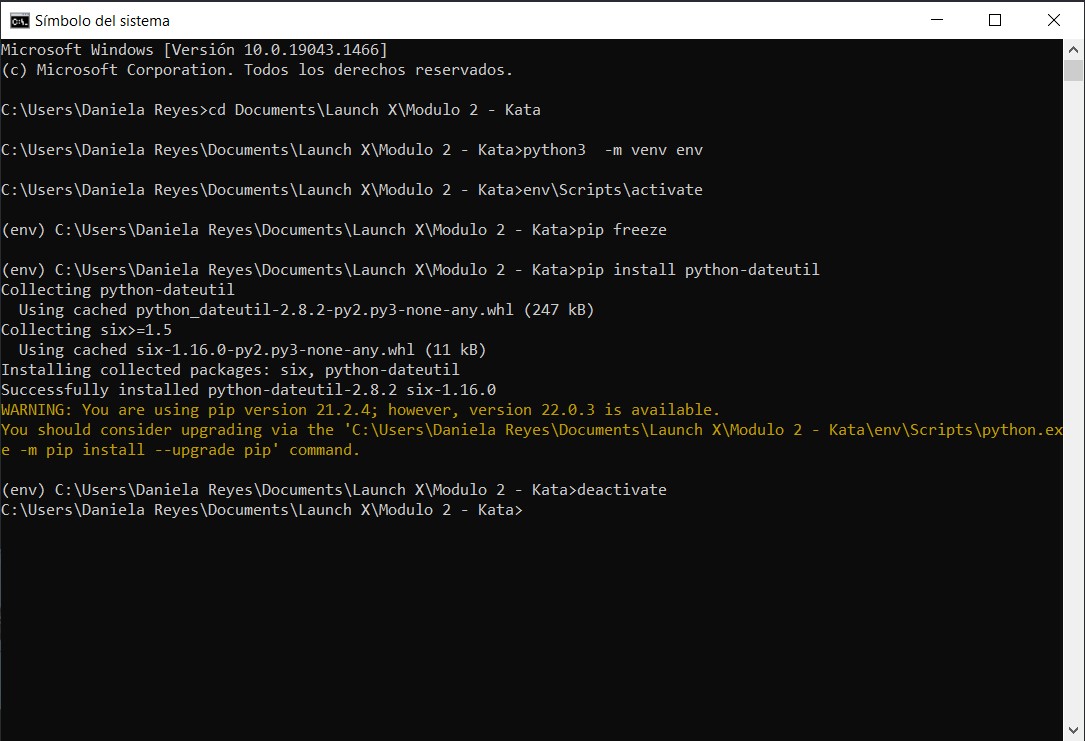 Símbolo del sistema
Microsoft Windows [Versión 10.0.19043.1466]
(c) Microsoft Corporation. Todos los derechos reservados.
C:\Users\Daniela Reyes>cd Documents\Launch X\Modulo 2 - Kata
C:\Users\Daniela Reyes\Documents\Launch X\Modulo 2 - Kata>python3  -m venv env
C:\Users\Daniela Reyes\Documents\Launch X\Modulo 2 - Kata>env\Scripts\activate
(env) C:\Users\Daniela Reyes\Documents\Launch X\Modulo 2 - Kata>pip freeze
(env) C:\Users\Daniela Reyes\Documents\Launch X\Modulo 2 - Kata>pip install python-dateutil
Collecting python-dateutil
  Using cached python_dateutil-2.8.2-py2.py3-none-any.whl (247 kB)
Collecting six>=1.5
  Using cached six-1.16.0-py2.py3-none-any.whl (11 kB)
Installing collected packages: six, python-dateutil
Successfully installed python-dateutil-2.8.2 six-1.16.0
WARNING: You are using pip version 21.2.4; however, version 22.0.3 is available.
You should consider upgrading via the 'C:\Users\Daniela Reyes\Documents\Launch X\Modulo 2 - Kata\env\Scripts\python.ex
e -m pip install --upgrade pip' command.
(env) C:\Users\Daniela Reyes\Documents\Launch X\Modulo 2 - Kata>deactivate
C:\Users\Daniela Reyes\Documents\Launch X\Modulo 2 - Kata>